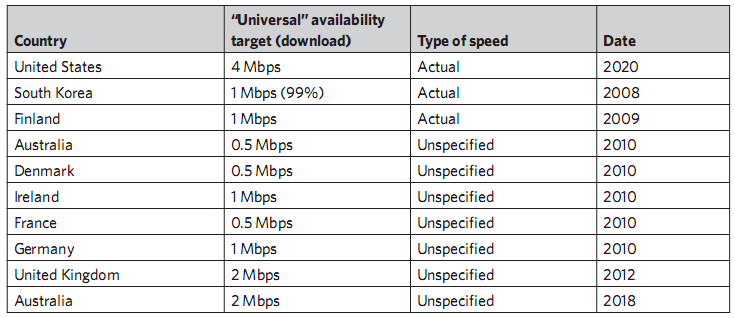 Country “Universal” availability target (download) Type of speed Date
United States 4 Mbps Actual 2020
South Korea 1 Mbps (99%) Actual 2008
Finland 1 Mbps Actual 2009
Australia 0.5 Mbps Unspecified 2010
Denmark 0.5 Mbps Unspecified 2010
Ireland 1 Mbps Unspecified 2010
France 0.5 Mbps Unspecified 2010
Germany 1 Mbps Unspecified 2010
United Kingdom 2 Mbps Unspecified 2012
Australia 2 Mbps Unspecified 2018